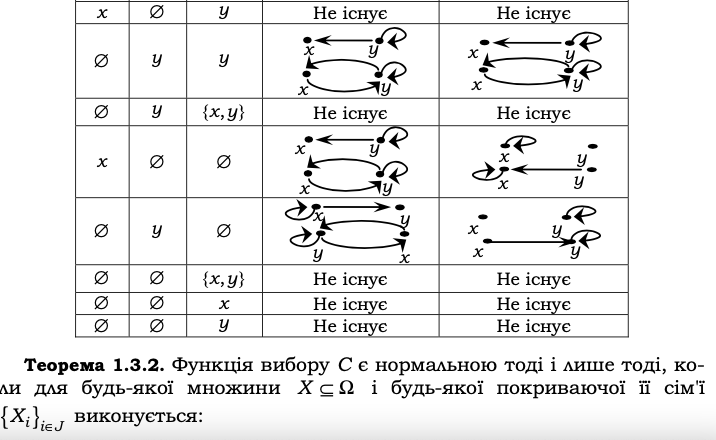 x ∅ y Не існує Не існує
∅ y y x y x y x y x y
∅ y {x,y} Не існує Не існує
x ∅ ∅ x y x y x y x y
∅ y ∅ x y y x x y x y
∅ ∅ {x,y} Не існує Не існує
∅ ∅ x Не існує Не існує
∅ ∅ y Не існує Не існує
Теорема 1.3.2. Функція вибору C є нормальною тоді і лише тоді, ко-
ли для будь-якої множини X ⊆ Ω і будь-якої покриваючої її сім'ї
{Xᵢ}ᵢ∈J виконується: